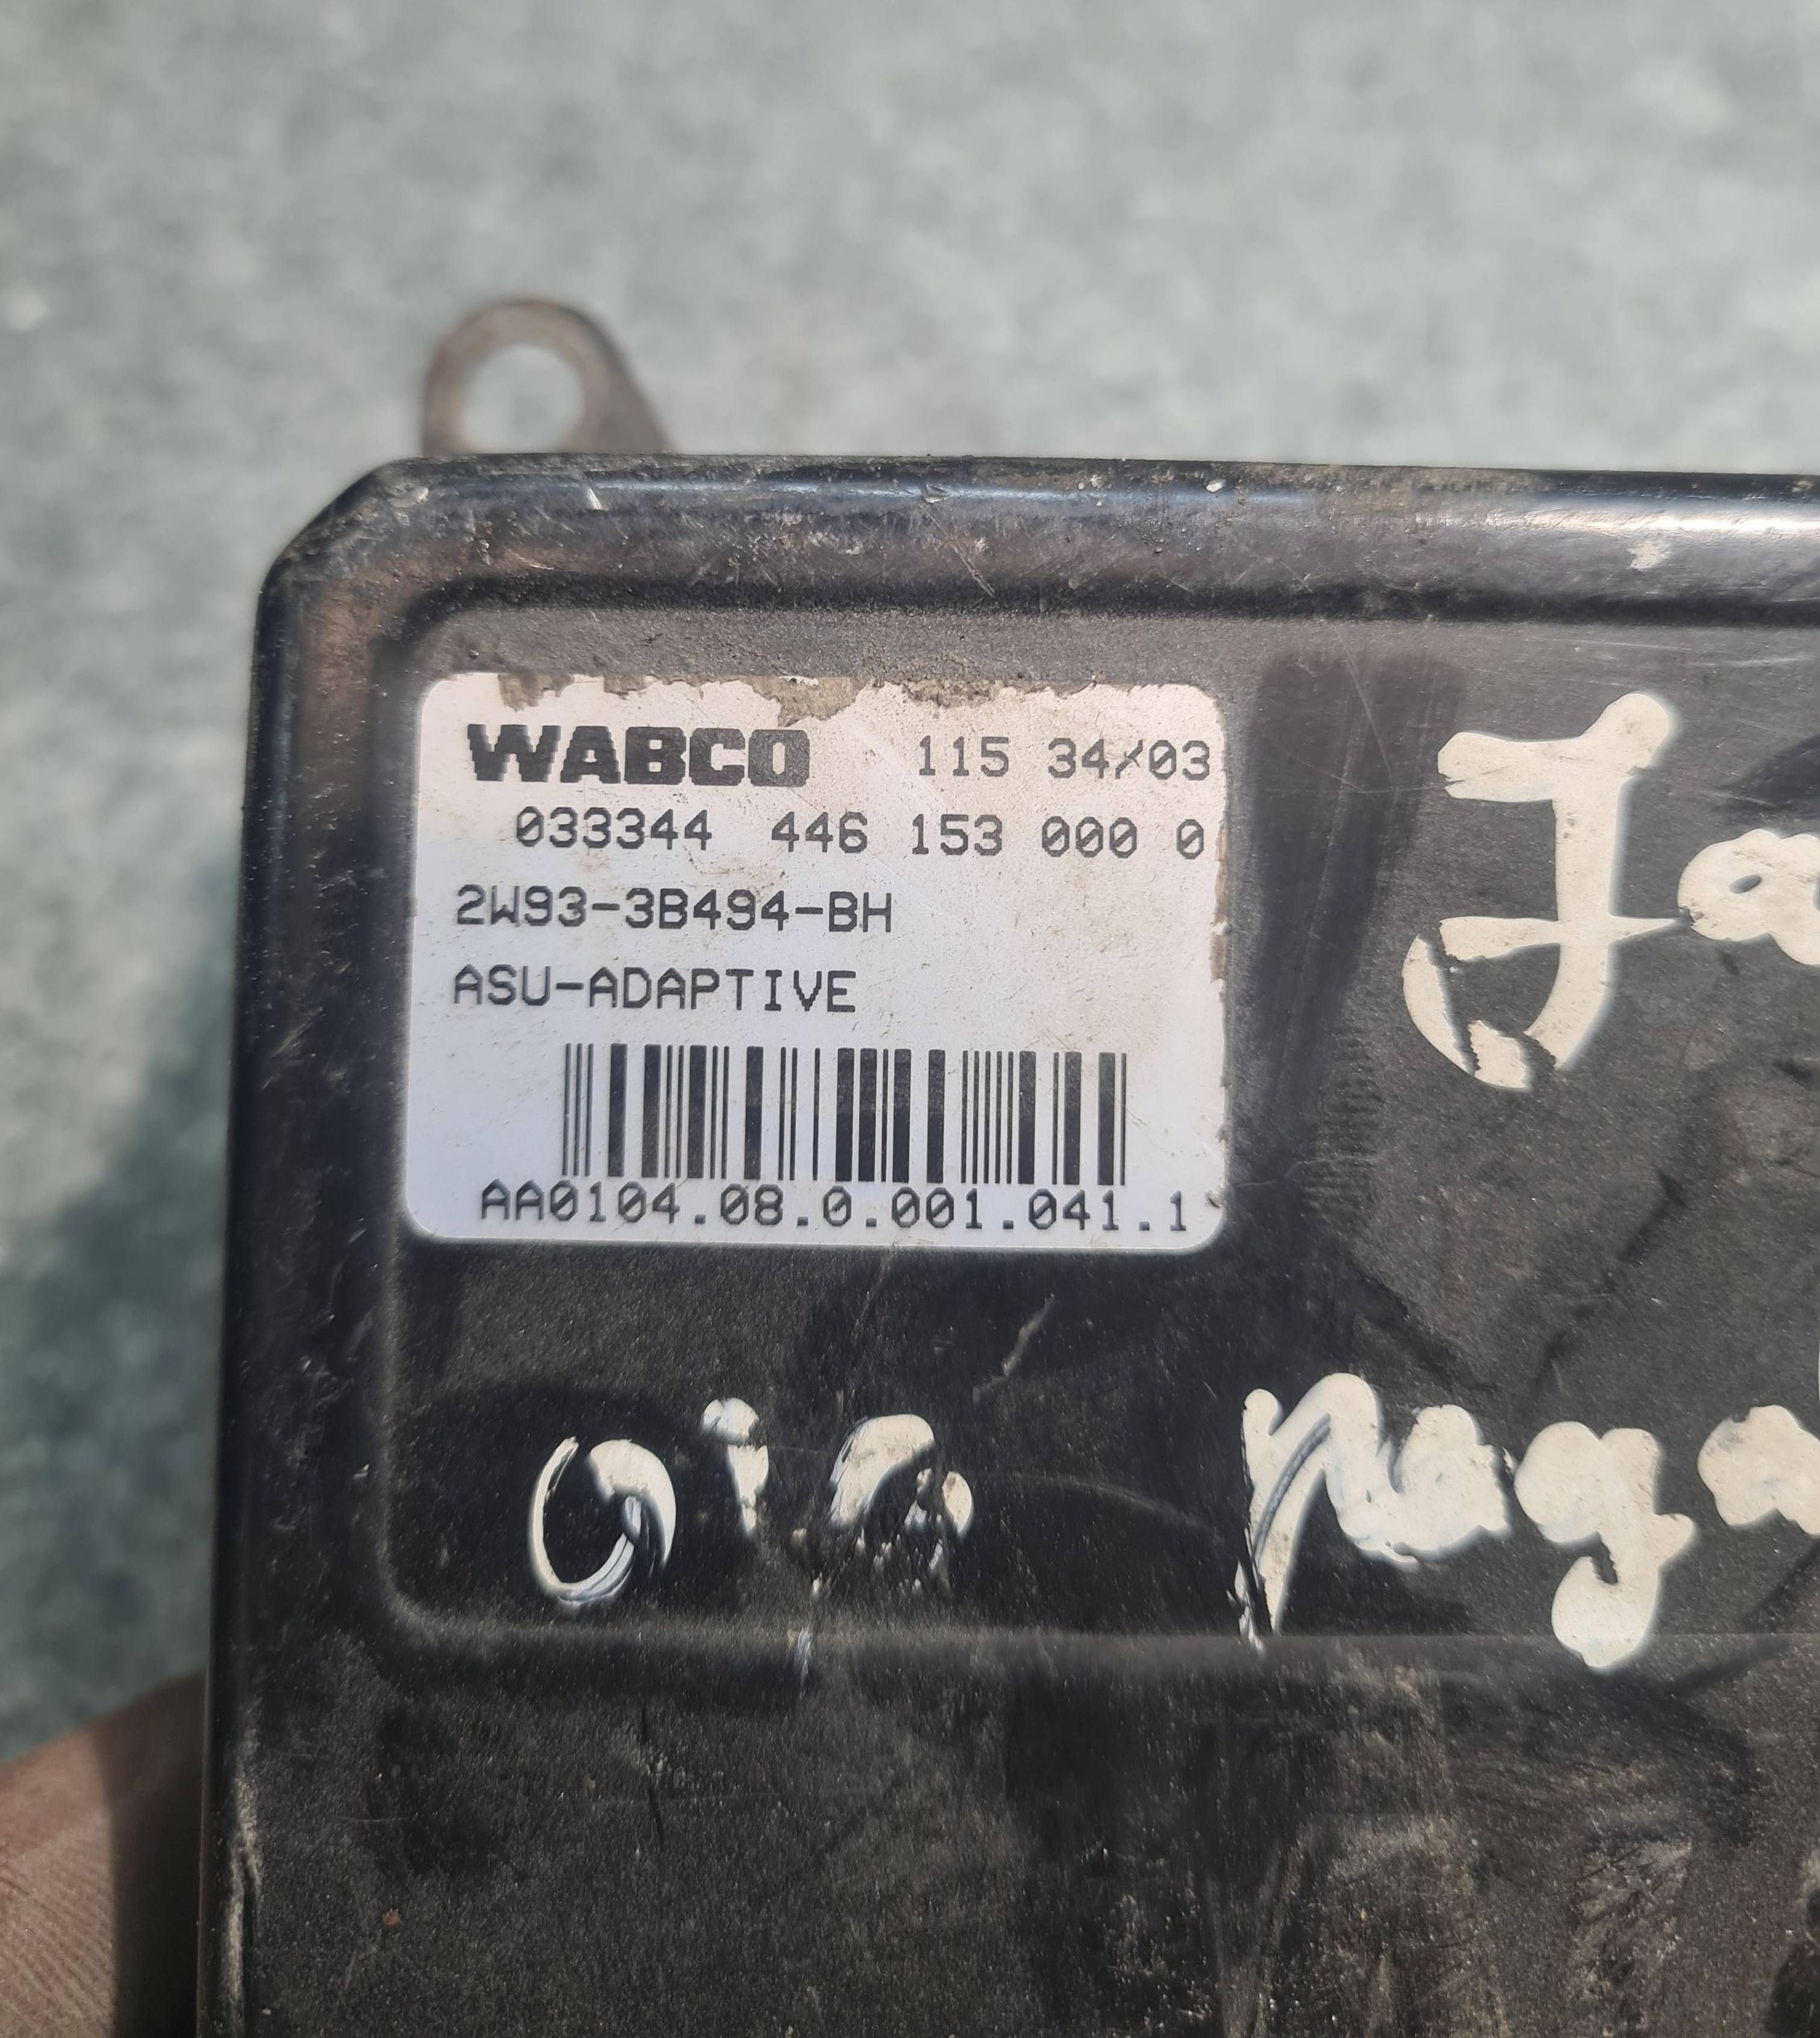 WABCO 115 34/03
033344 446 153 000 0
2W93-3B494-BH
ASU-ADAPTIVE
AA0104.08.0.001.041.1
Ja